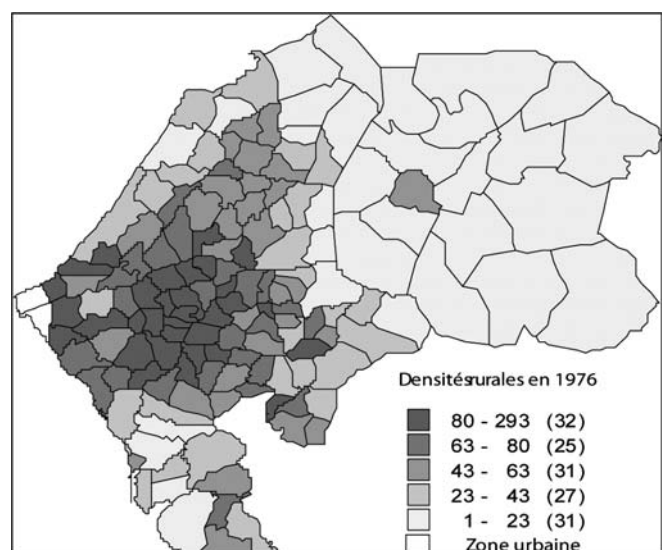 Densitésrurales en 1976
80 - 293 (32)
63 - 80 (25)
43 - 63 (31)
23 - 43 (27)
1 - 23 (31)
Zone urbaine